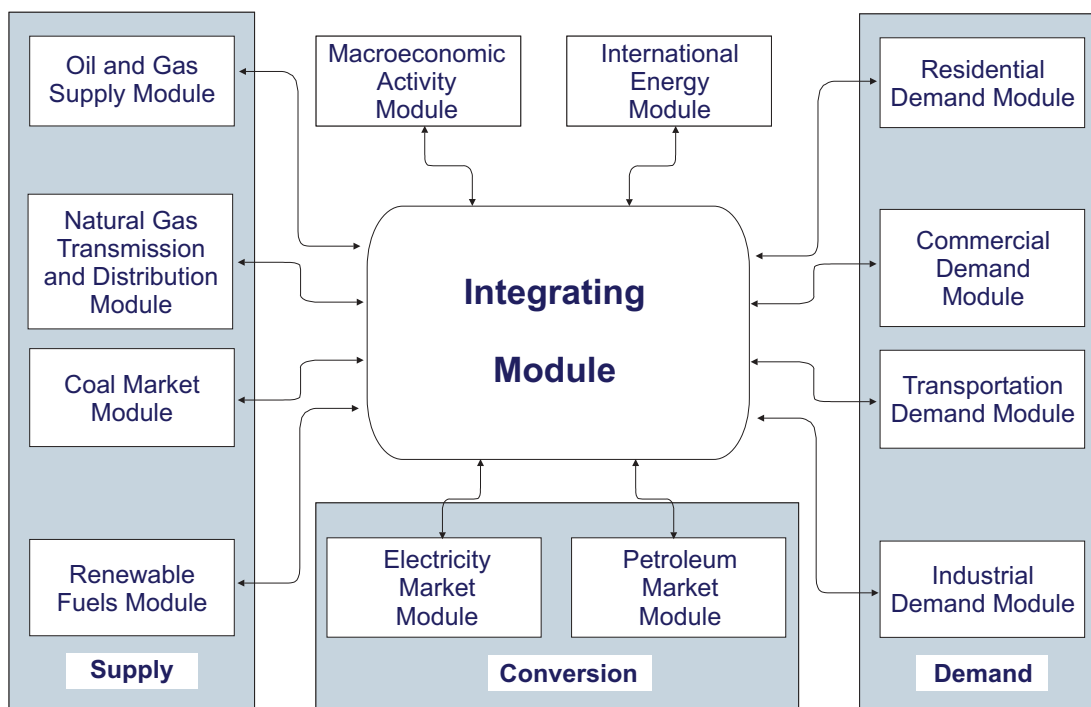 Oil and Gas
Supply Module
Natural Gas
Transmission
and Distribution
Module
Coal Market
Module
Renewable
Fuels Module
Supply
Macroeconomic
Activity
Module
International
Energy
Module
Integrating
Module
Electricity
Market
Module
Petroleum
Market
Module
Conversion
Residential
Demand Module
Commercial
Demand
Module
Transportation
Demand Module
Industrial
Demand Module
Demand